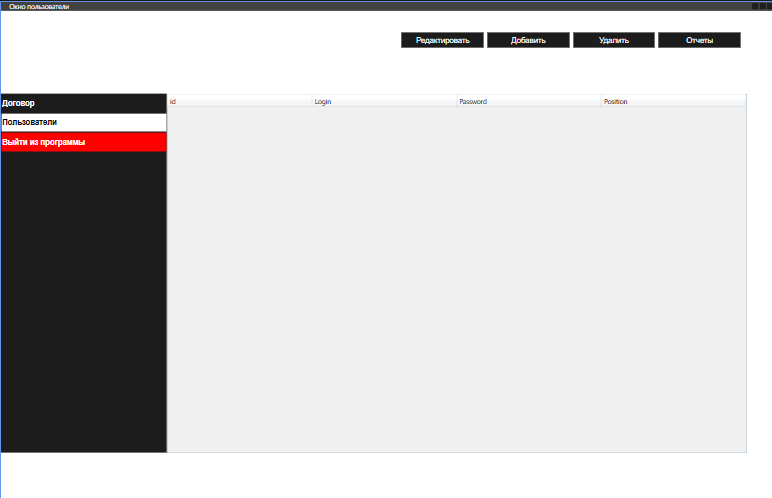 Окно пользователи
Редактировать Добавить Удалить Отчеты
Договор
Пользователи
Выйти из программы
id Login Password Position